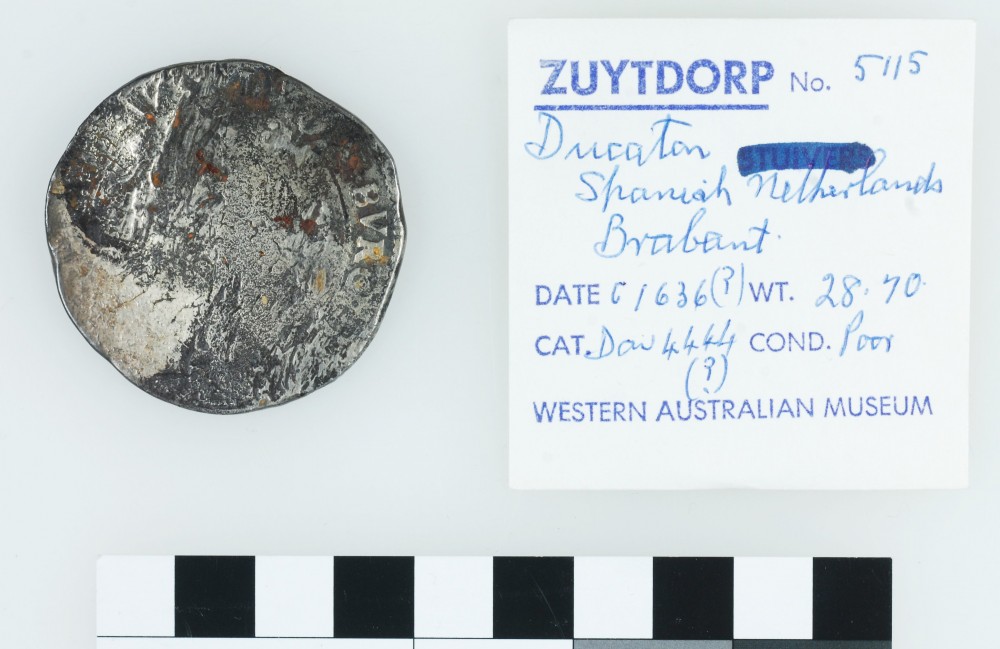 BVRG
ZUYTDORP No. 5115
Ducaton STUIVERS
Spanish Netherlands
Brabant.
DATE C 1636(?) WT. 28.70.
CAT. Dav 4444 COND. Poor
(?)
WESTERN AUSTRALIAN MUSEUM